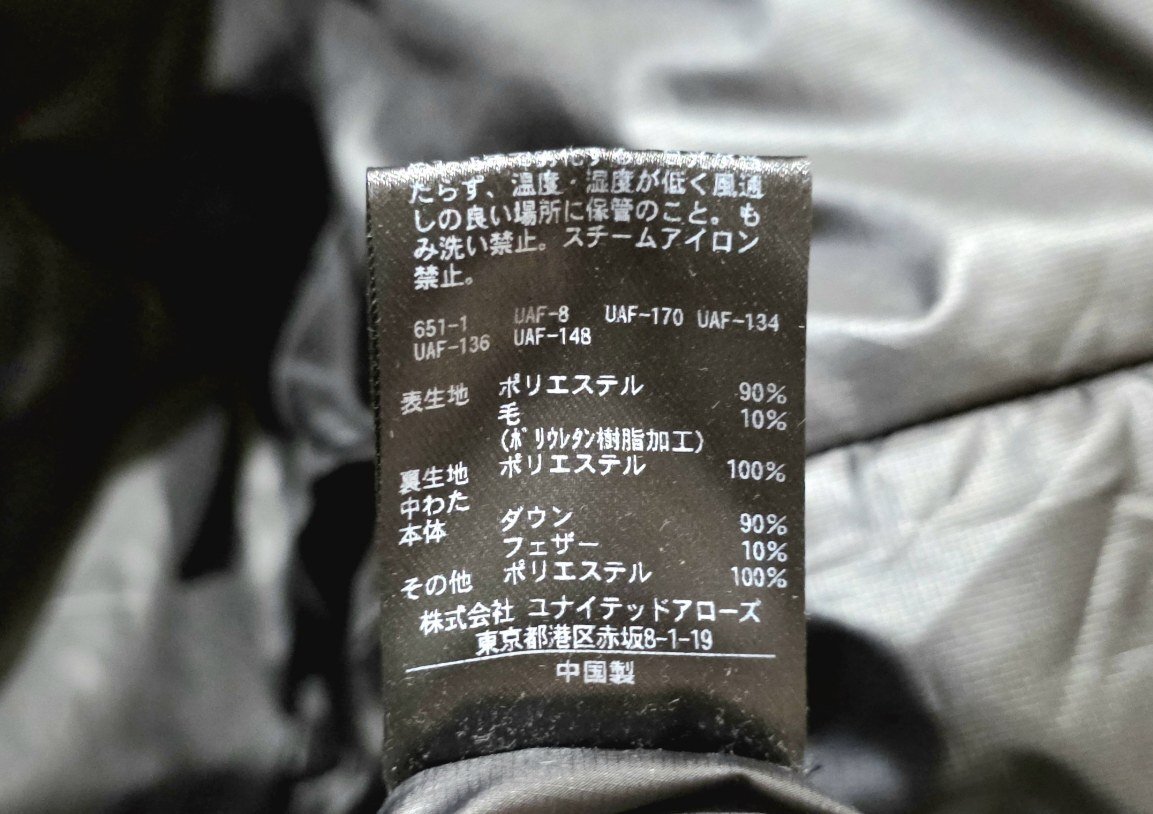 たらず、温度・湿度が低く風通
しの良い場所に保管のこと。も
み洗い禁止。スチームアイロン
禁止。
651-1 UAF-8 UAF-170 UAF-134
UAF-136 UAF-148
表生地 ポリエステル 90%
毛 10%
(ﾎﾟﾘｳﾚﾀﾝ樹脂加工)
裏生地 ポリエステル 100%
中わた
本体 ダウン 90%
フェザー 10%
その他 ポリエステル 100%
株式会社 ユナイテッドアローズ
東京都港区赤坂8-1-19
中国製